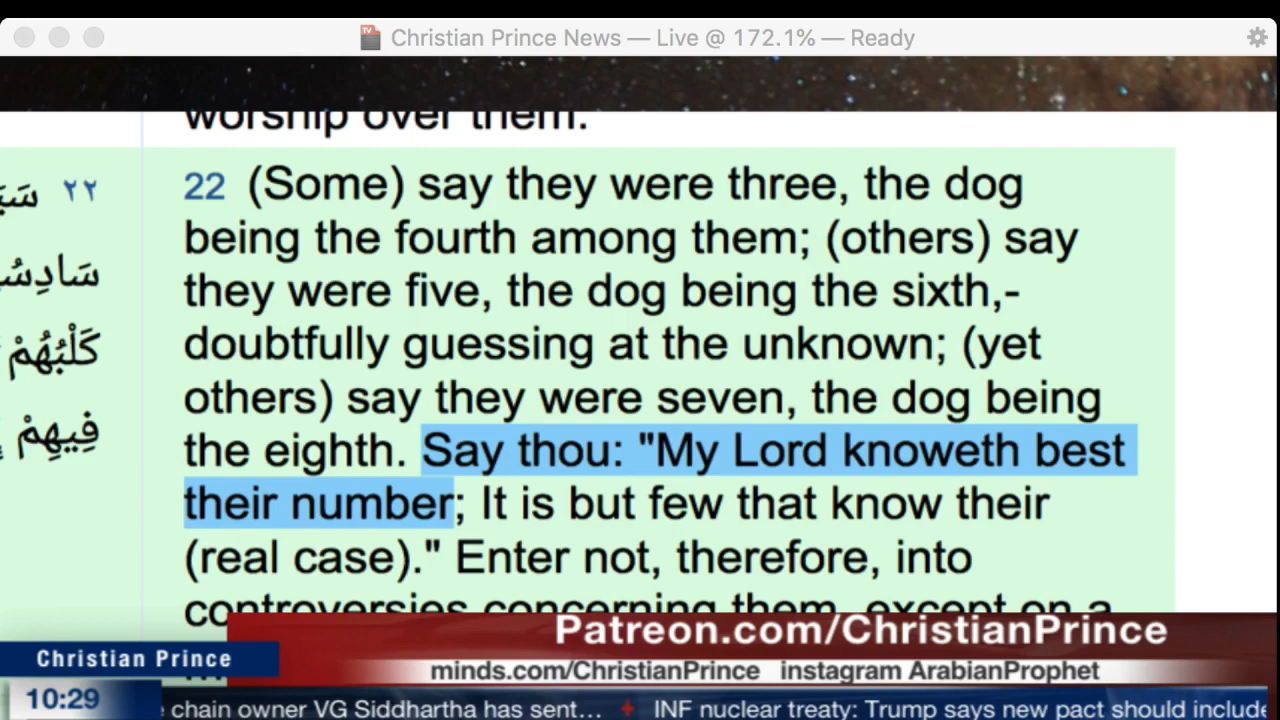 Christian Prince News — Live @ 172.1% — Ready
worship over them.
22 (Some) say they were three, the dog
being the fourth among them; (others) say
they were five, the dog being the sixth,-
doubtfully guessing at the unknown; (yet
others) say they were seven, the dog being
the eighth. Say thou: "My Lord knoweth best
their number; It is but few that know their
(real case)." Enter not, therefore, into
controversies concerning them, except on a
٢٢
سَادِسُ
كَلْبُهُمْ
فِيهِمْ
Patreon.com/ChristianPrince
Christian Prince
minds.com/ChristianPrince instagram ArabianProphet
10:29
chain owner VG Siddhartha has sent... INF nuclear treaty: Trump says new pact should include